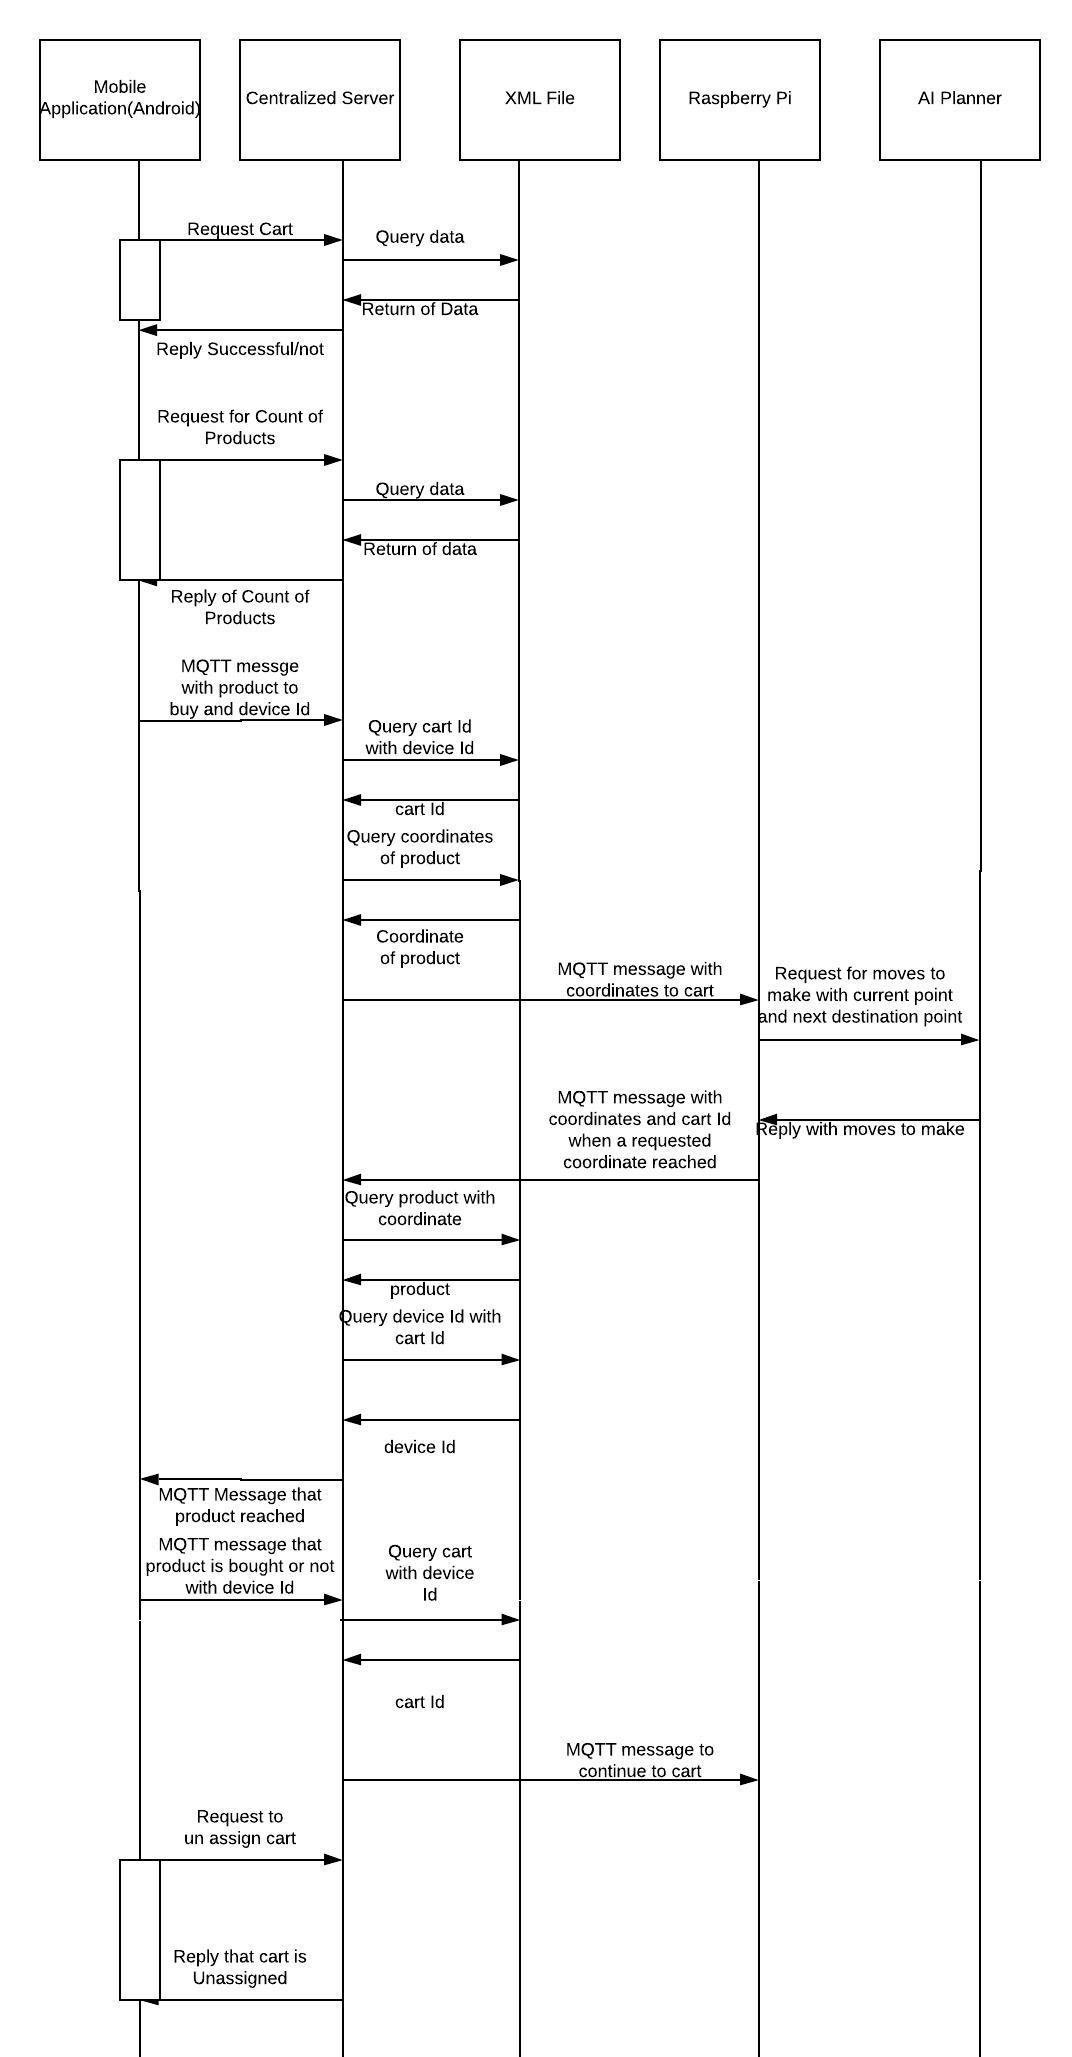 Mobile
Application(Android)
Centralized Server
XML File
Raspberry Pi
AI Planner
Request Cart
Query data
Return of Data
Reply Successful/not
Request for Count of
Products
Query data
Return of data
Reply of Count of
Products
MQTT messge
with product to
buy and device Id
Query cart Id
with device Id
cart Id
Query coordinates
of product
Coordinate
of product
MQTT message with
coordinates to cart
Request for moves to
make with current point
and next destination point
MQTT message with
coordinates and cart Id
when a requested
coordinate reached
Reply with moves to make
Query product with
coordinate
product
Query device Id with
cart Id
device Id
MQTT Message that
product reached
MQTT message that
product is bought or not
with device Id
Query cart
with device
Id
cart Id
MQTT message to
continue to cart
Request to
un assign cart
Reply that cart is
Unassigned